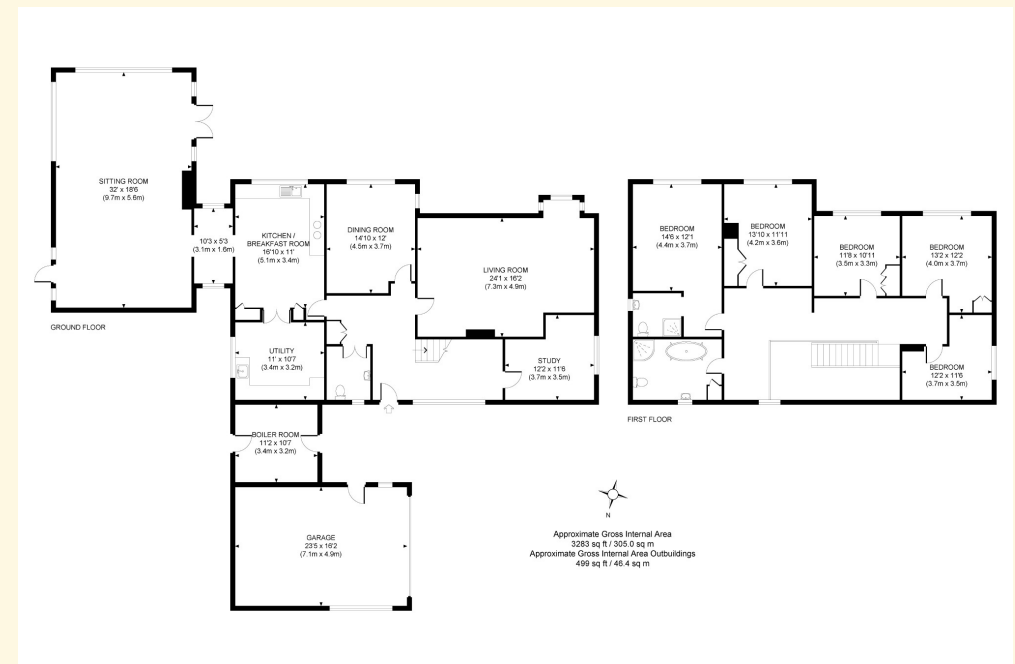 SITTING ROOM
32' x 18'6
(9.7m x 5.6m)
10'3 x 5'3
(3.1m x 1.6m)
KITCHEN /
BREAKFAST ROOM
16'10 x 11'
(5.1m x 3.4m)
DINING ROOM
14'10 x 12'
(4.5m x 3.7m)
LIVING ROOM
24'1 x 16'2
(7.3m x 4.9m)
GROUND FLOOR
UTILITY
11' x 10'7
(3.4m x 3.2m)
STUDY
12'2 x 11'6
(3.7m x 3.5m)
BOILER ROOM
11'2 x 10'7
(3.4m x 3.2m)
GARAGE
23'5 x 16'2
(7.1m x 4.9m)
BEDROOM
14'6 x 12'1
(4.4m x 3.7m)
BEDROOM
13'10 x 11'11
(4.2m x 3.6m)
BEDROOM
11'8 x 10'11
(3.5m x 3.3m)
BEDROOM
13'2 x 12'2
(4.0m x 3.7m)
BEDROOM
12'2 x 11'6
(3.7m x 3.5m)
FIRST FLOOR
N
Approximate Gross Internal Area
3283 sq ft / 305.0 sq m
Approximate Gross Internal Area Outbuildings
499 sq ft / 46.4 sq m